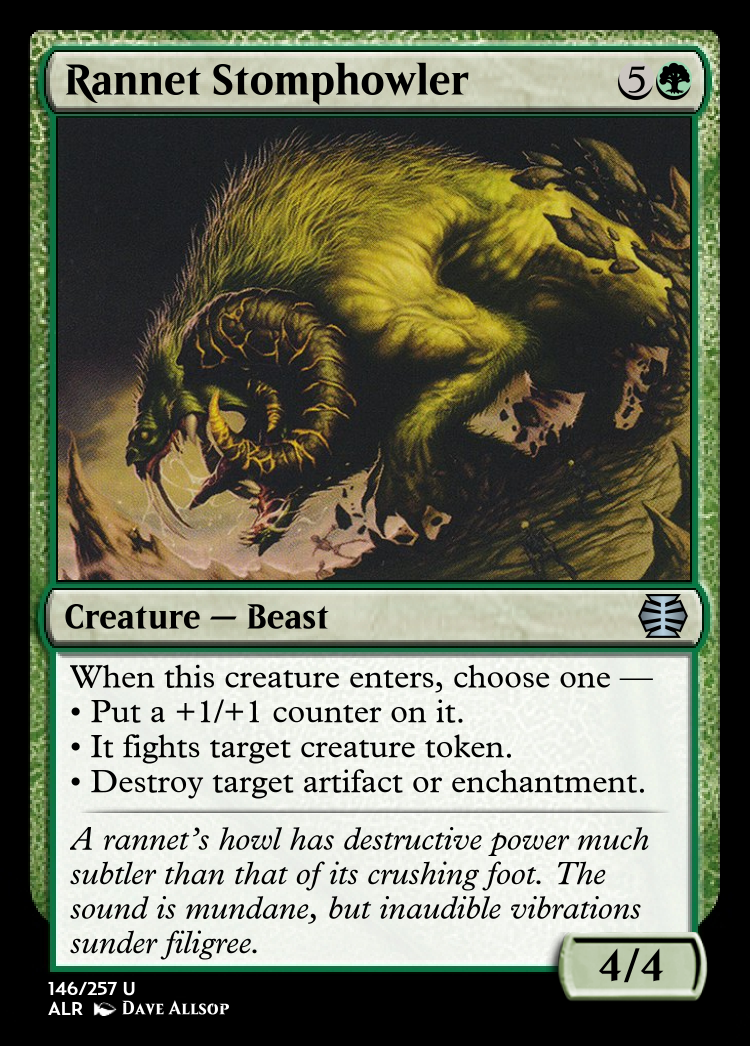 Rannet Stomphowler 5
Creature — Beast
When this creature enters, choose one —
• Put a +1/+1 counter on it.
• It fights target creature token.
• Destroy target artifact or enchantment.
A rannet's howl has destructive power much
subtler than that of its crushing foot. The
sound is mundane, but inaudible vibrations
sunder filigree.
4/4
146/257 U
ALR Dave Allsop